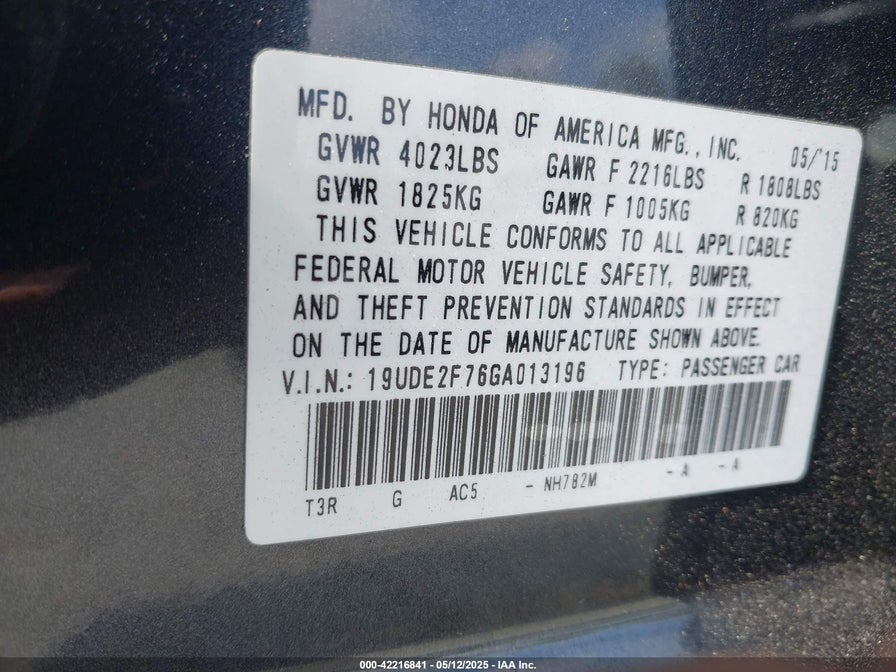 MFD. BY HONDA OF AMERICA MFG., INC. 05/'15
GVWR 4023LBS GAWR F 2216LBS R 1808LBS
GVWR 1825KG GAWR F 1005KG R 820KG
THIS VEHICLE CONFORMS TO ALL APPLICABLE
FEDERAL MOTOR VEHICLE SAFETY, BUMPER,
AND THEFT PREVENTION STANDARDS IN EFFECT
ON THE DATE OF MANUFACTURE SHOWN ABOVE.
V.I.N.: 19UDE2F76GA013196 TYPE: PASSENGER CAR
T3R G AC5 - NH782M - A - A
000-42216841 - 05/12/2025 - IAA Inc.